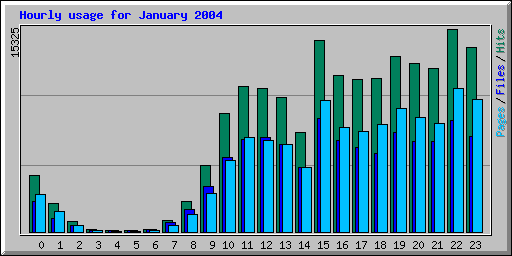 Hourly usage for January 2004
15325
Pages / Files / Hits
0 1 2 3 4 5 6 7 8 9 10 11 12 13 14 15 16 17 18 19 20 21 22 23